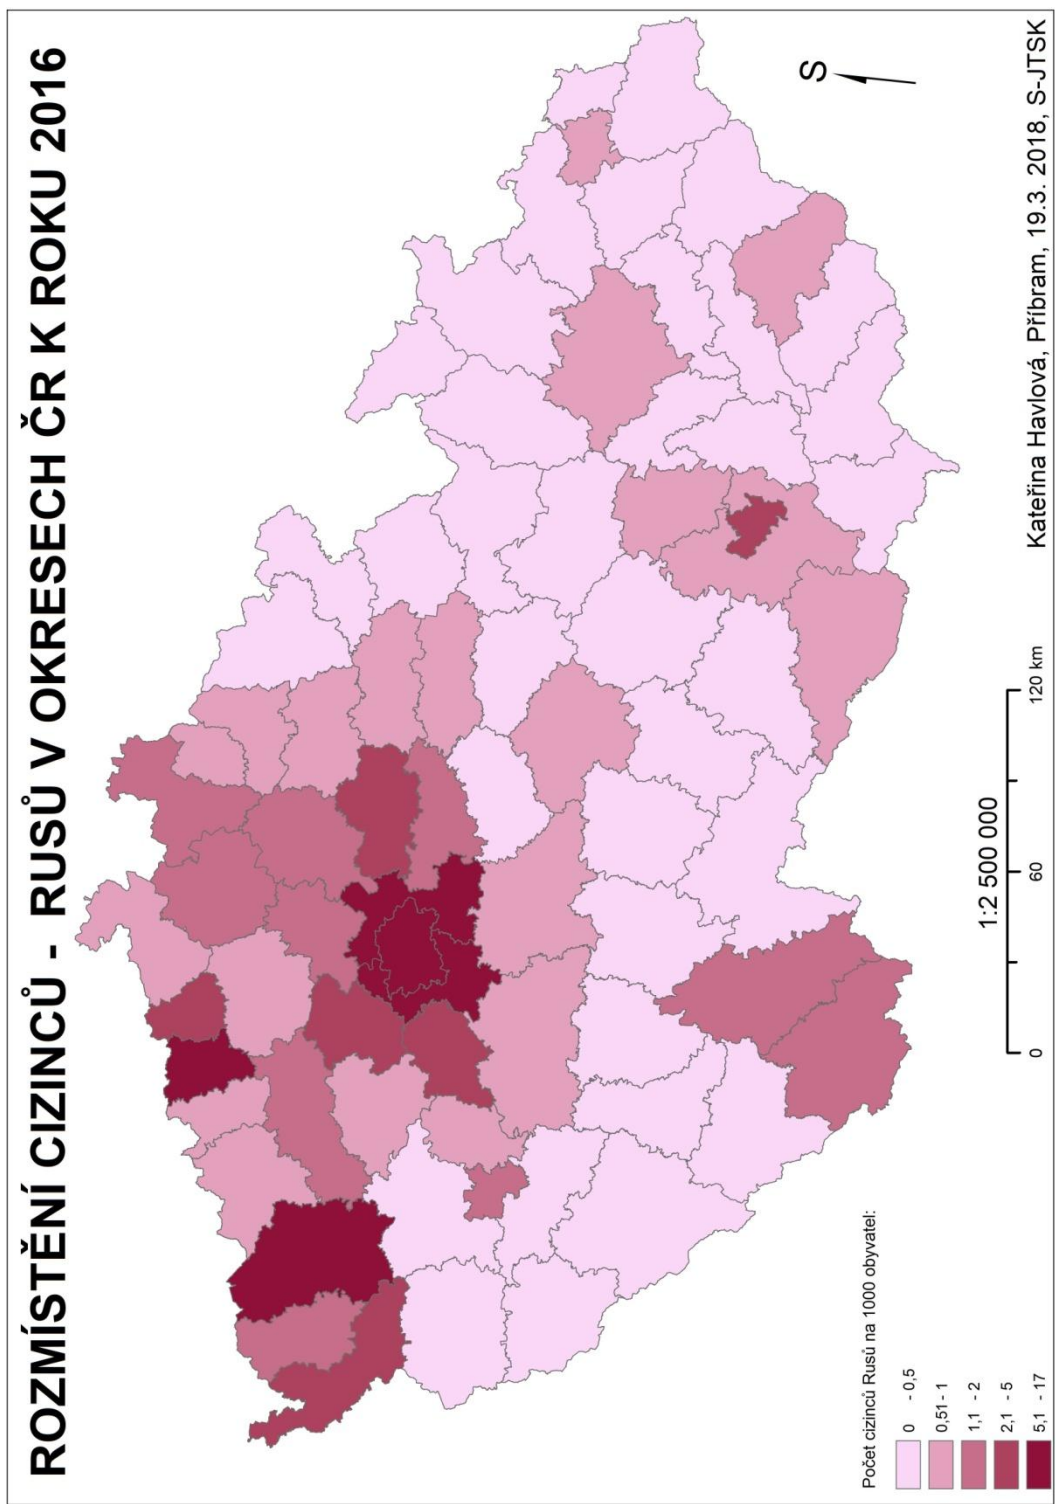 ROZMÍSTĚNÍ CIZINCŮ - RUSŮ V OKRESECH ČR K ROKU 2016
S
Počet cizinců Rusů na 1000 obyvatel:
0 - 0,5
0,51 - 1
1,1 - 2
2,1 - 5
5,1 - 17
1:2 500 000
0 60 120 km
Kateřina Havlová, Příbram, 19.3. 2018, S-JTSK